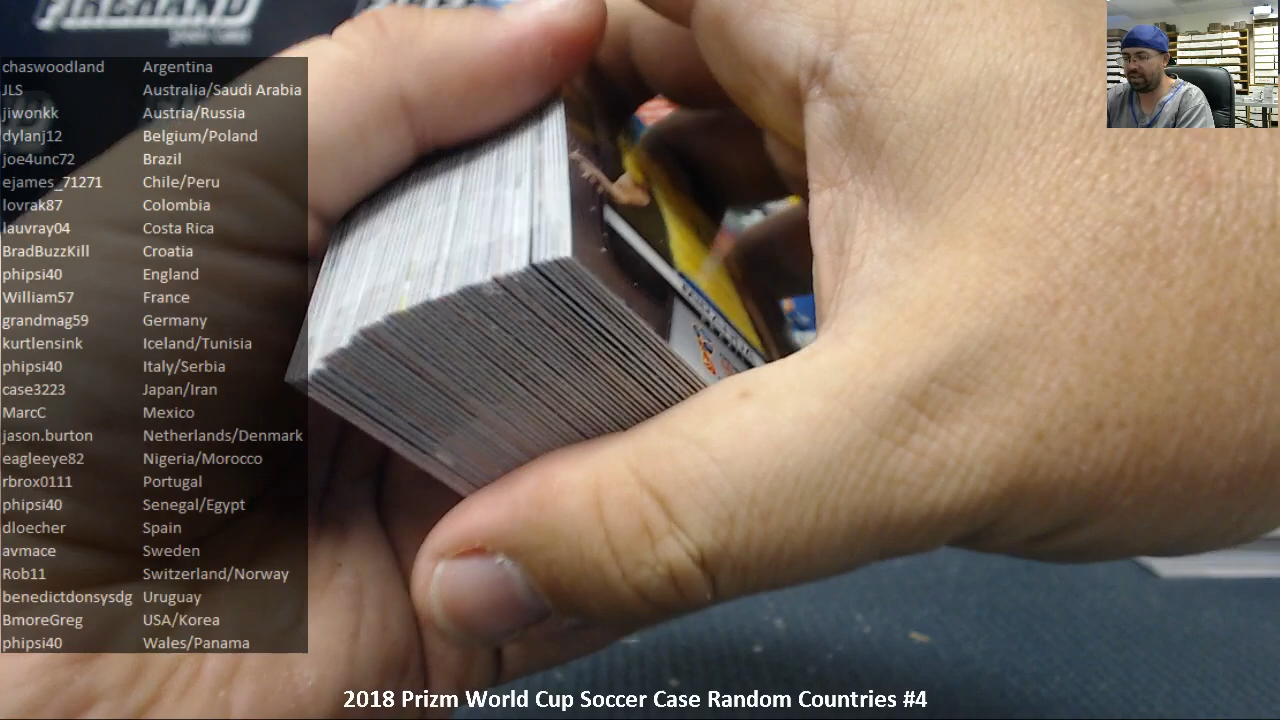 FIREHAND
chaswoodland Argentina
JLS Australia/Saudi Arabia
jiwonkk Austria/Russia
dylanj12 Belgium/Poland
joe4unc72 Brazil
ejames_71271 Chile/Peru
lovrak87 Colombia
lauvray04 Costa Rica
BradBuzzKill Croatia
phipsi40 England
William57 France
grandmag59 Germany
kurtlensink Iceland/Tunisia
phipsi40 Italy/Serbia
case3223 Japan/Iran
MarcC Mexico
jason.burton Netherlands/Denmark
eagleeye82 Nigeria/Morocco
rbrox0111 Portugal
phipsi40 Senegal/Egypt
dloecher Spain
avmace Sweden
Rob11 Switzerland/Norway
benedictdonsysdg Uruguay
BmoreGreg USA/Korea
phipsi40 Wales/Panama
2018 Prizm World Cup Soccer Case Random Countries #4